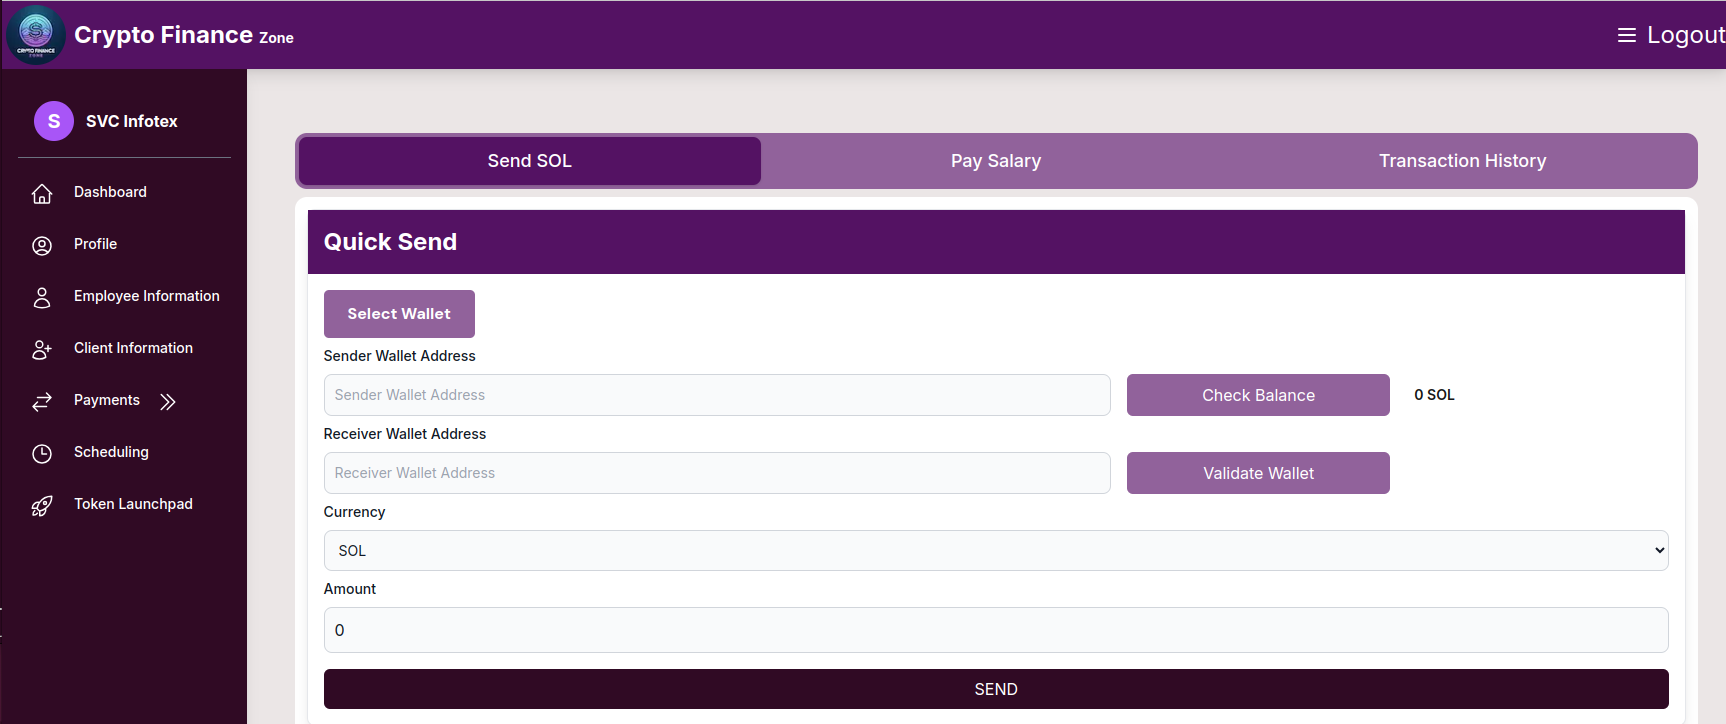 CRYPTO FINANCE
Crypto Finance Zone
Logout
S
SVC Infotex
Dashboard
Profile
Employee Information
Client Information
Payments
Scheduling
Token Launchpad
Send SOL
Pay Salary
Transaction History
Quick Send
Select Wallet
Sender Wallet Address
Sender Wallet Address
Check Balance
0 SOL
Receiver Wallet Address
Receiver Wallet Address
Validate Wallet
Currency
SOL
Amount
0
SEND